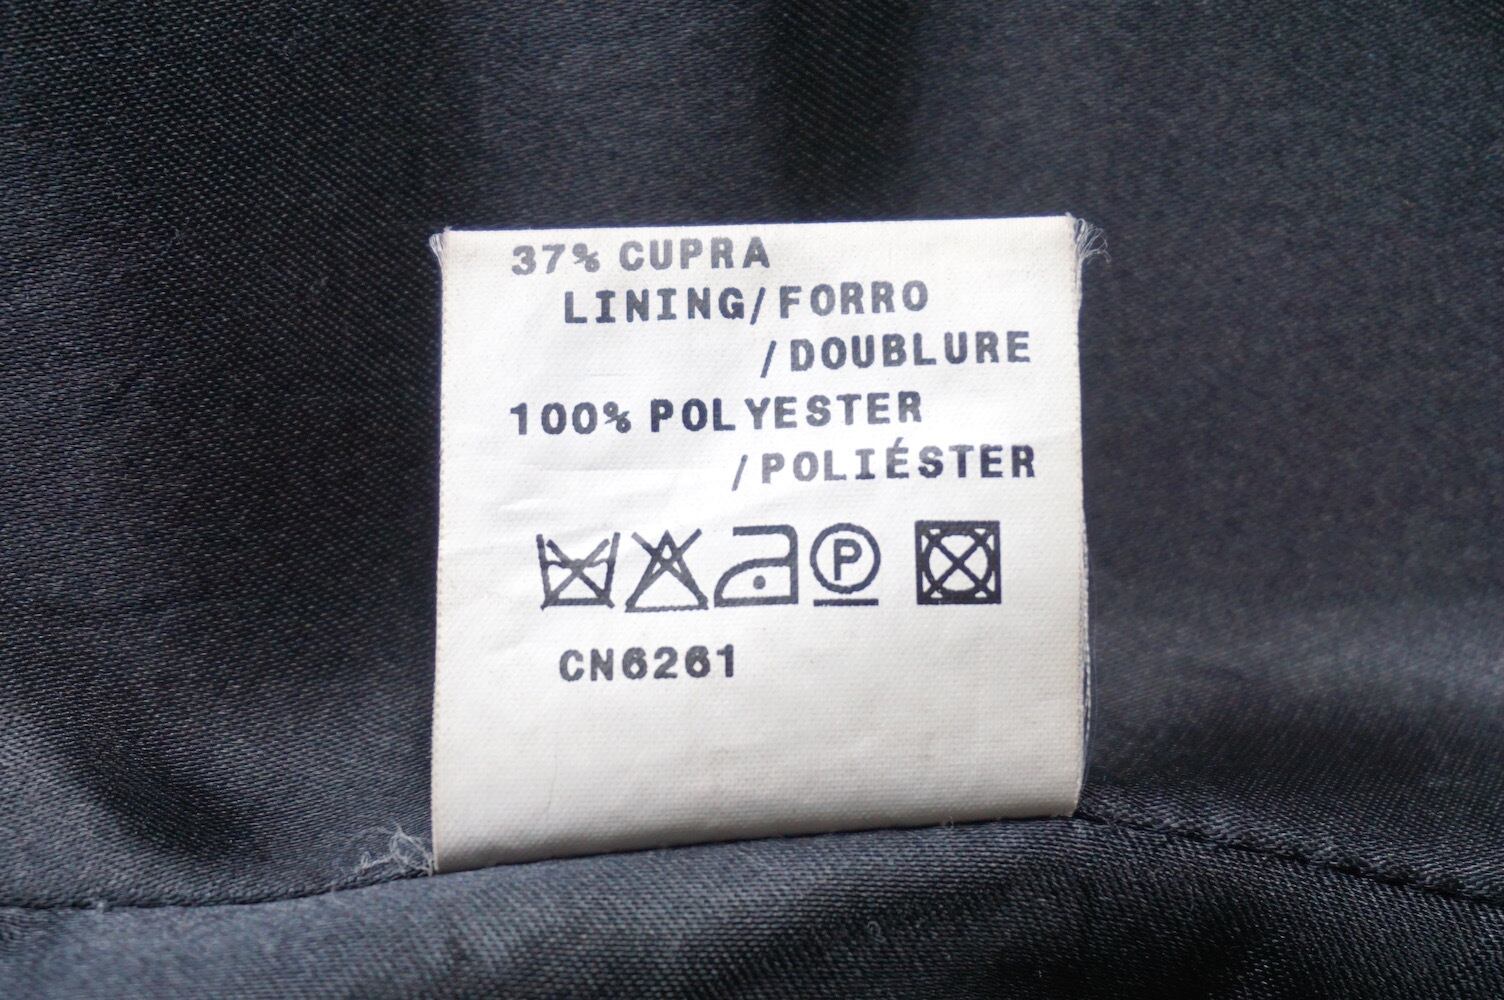 37% CUPRA
LINING/FORRO
/DOUBLURE
100% POLYESTER
/POLIÉSTER
P
CN6261